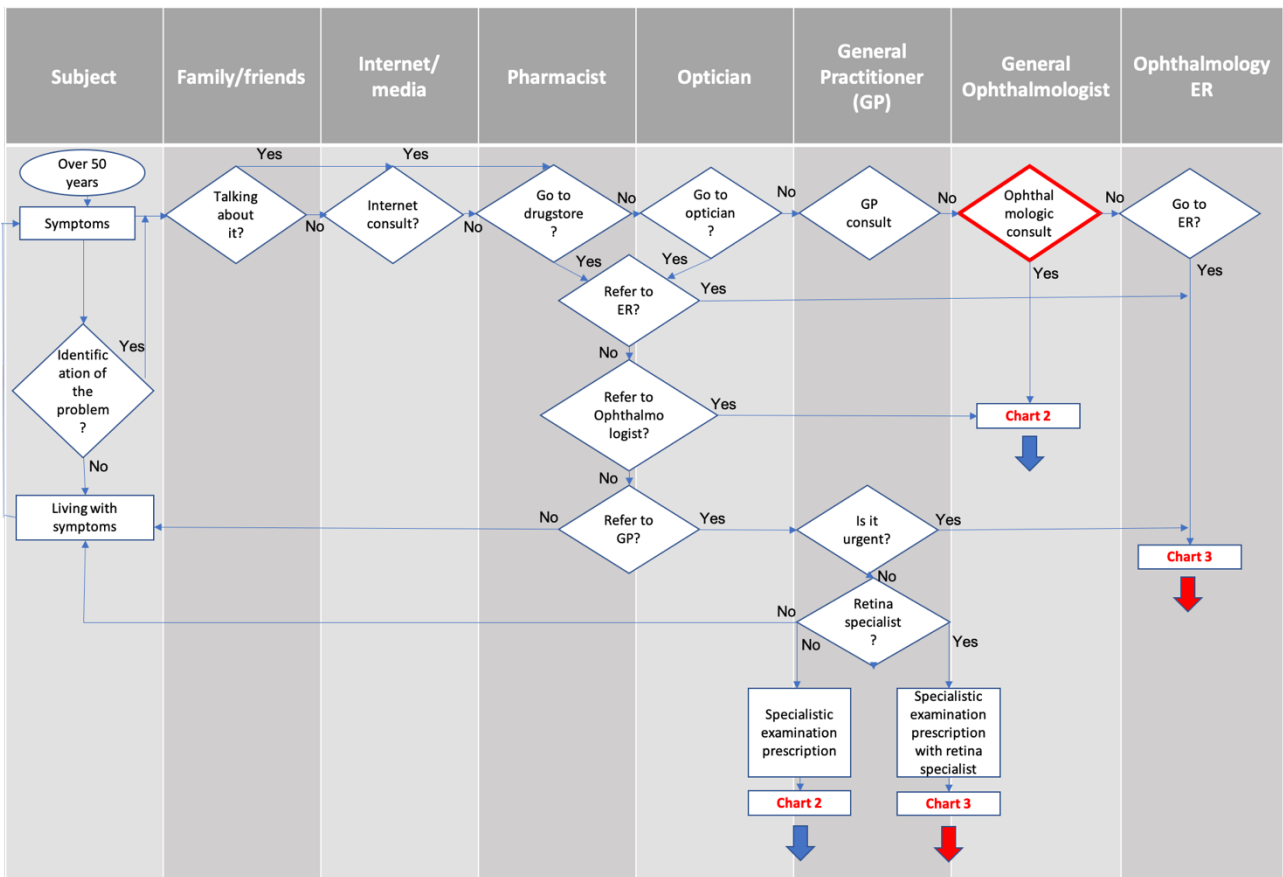 Subject
Family/friends
Internet/
media
Pharmacist
Optician
General
Practitioner
(GP)
General
Ophthalmologist
Ophthalmology
ER
Over 50
years
Symptoms
Yes
Yes
Talking
about
it?
No
Internet
consult?
No
Go to
drugstore
?
No
Go to
optician
?
No
GP
consult
No
Ophthal
mologic
consult
No
Go to
ER?
Yes
Yes
Yes
Yes
Refer to
ER?
Yes
Identific
ation of
the
problem
?
Yes
No
No
Refer to
Ophthalmo
logist?
Yes
Chart 2
No
Living with
symptoms
No
Refer to
GP?
Yes
Is it
urgent?
Yes
Chart 3
No
No
Retina
specialist
?
No
Yes
Specialistic
examination
prescription
Specialistic
examination
prescription
with retina
specialist
Chart 2
Chart 3